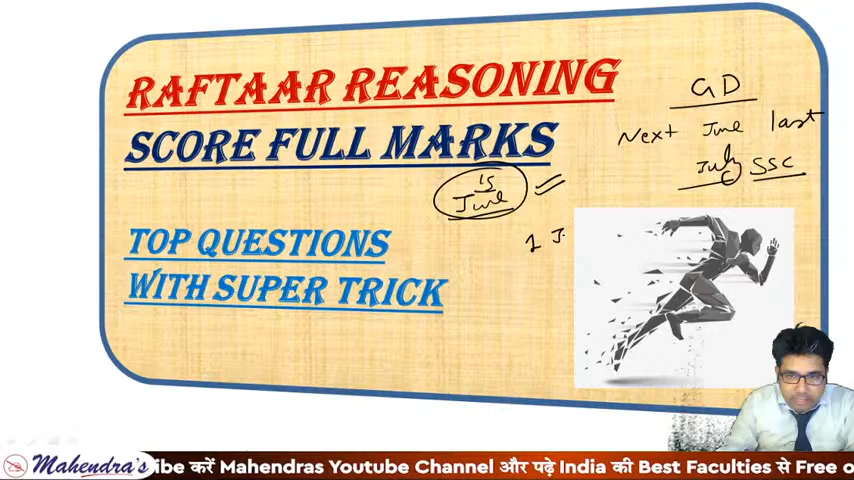 RAFTAAR REASONING
SCORE FULL MARKS
TOP QUESTIONS
WITH SUPER TRICK
GD
Next June last
July SSC
15
June
1 J
Mahendra's
ibe करें Mahendras Youtube Channel और पढ़े India की Best Faculties से Free o